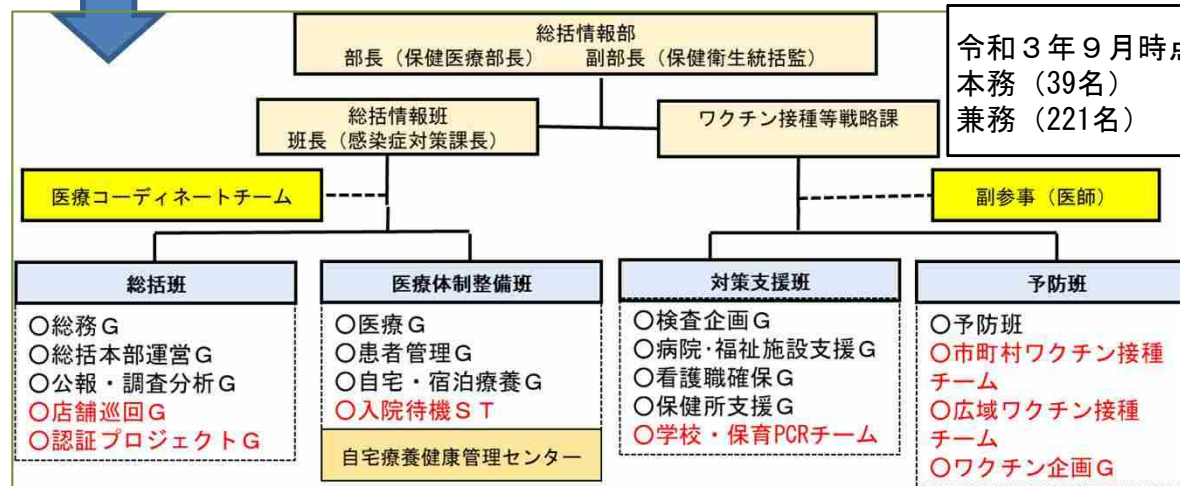 総括情報部
部長（保健医療部長）　　副部長（保健衛生統括監）
令和３年９月時点
本務（39名）
兼務（221名）
総括情報班
班長（感染症対策課長）
ワクチン接種等戦略課
医療コーディネートチーム
副参事（医師）
総括班
○総務Ｇ
○総括本部運営Ｇ
○公報・調査分析Ｇ
○店舗巡回Ｇ
○認証プロジェクトＧ
医療体制整備班
○医療Ｇ
○患者管理Ｇ
○自宅・宿泊療養Ｇ
○入院待機ＳＴ
自宅療養健康管理センター
対策支援班
○検査企画Ｇ
○病院・福祉施設支援Ｇ
○看護職確保Ｇ
○保健所支援Ｇ
○学校・保育PCRチーム
予防班
○予防班
○市町村ワクチン接種
チーム
○広域ワクチン接種
チーム
○ワクチン企画Ｇ